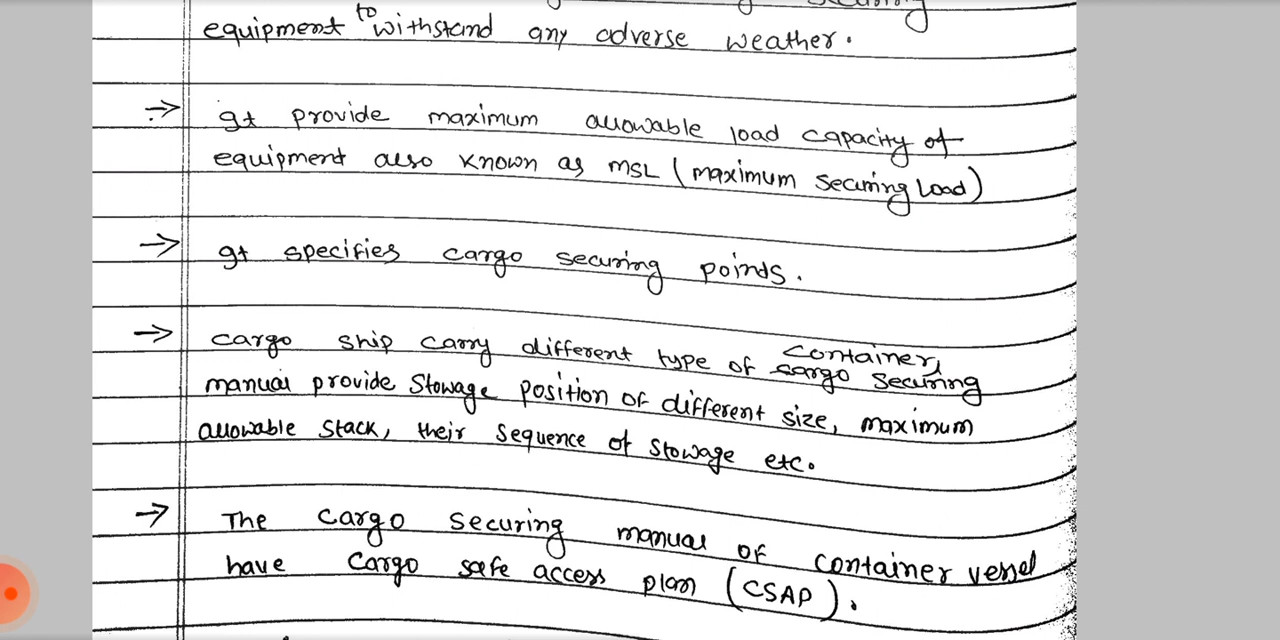 securing
equipment to withstand any adverse weather.
→ It provide maximum allowable load capacity of
equipment also known as MSL (maximum securing Load)
→ It specifies cargo securing points.
→ Cargo ship carry different type of container, cargo securing
manual provide stowage position of different size, maximum
allowable stack, their sequence of stowage etc.
→ The cargo securing manual of container vessel
have cargo safe access plan (CSAP).